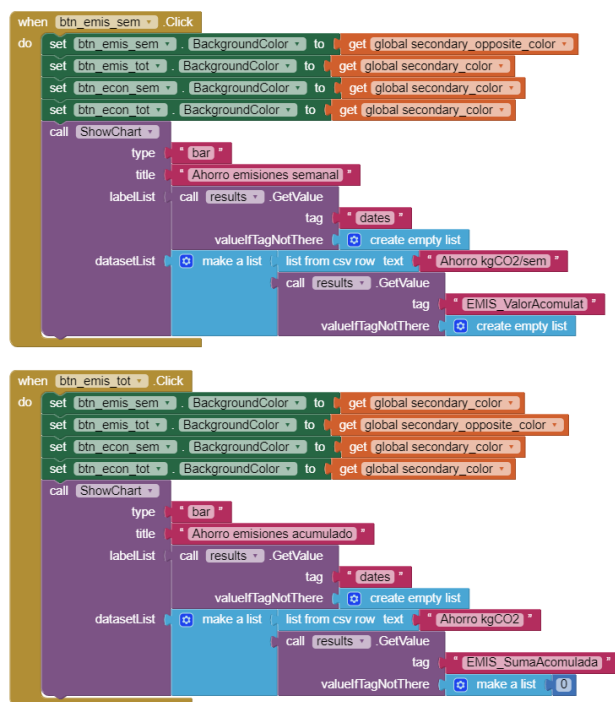 when btn_emis_sem .Click
do set btn_emis_sem . BackgroundColor to get global secondary_opposite_color
set btn_emis_tot . BackgroundColor to get global secondary_color
set btn_econ_sem . BackgroundColor to get global secondary_color
set btn_econ_tot . BackgroundColor to get global secondary_color
call ShowChart
type " bar "
title " Ahorro emisiones semanal "
labelList call results .GetValue
tag " dates "
valueIfTagNotThere create empty list
datasetList make a list list from csv row text " Ahorro kgCO2/sem "
call results .GetValue
tag " EMIS_ValorAcomulat "
valueIfTagNotThere create empty list
when btn_emis_tot .Click
do set btn_emis_sem . BackgroundColor to get global secondary_color
set btn_emis_tot . BackgroundColor to get global secondary_opposite_color
set btn_econ_sem . BackgroundColor to get global secondary_color
set btn_econ_tot . BackgroundColor to get global secondary_color
call ShowChart
type " bar "
title " Ahorro emisiones acumulado "
labelList call results .GetValue
tag " dates "
valueIfTagNotThere create empty list
datasetList make a list list from csv row text " Ahorro kgCO2 "
call results .GetValue
tag " EMIS_SumaAcomulada "
valueIfTagNotThere make a list 0